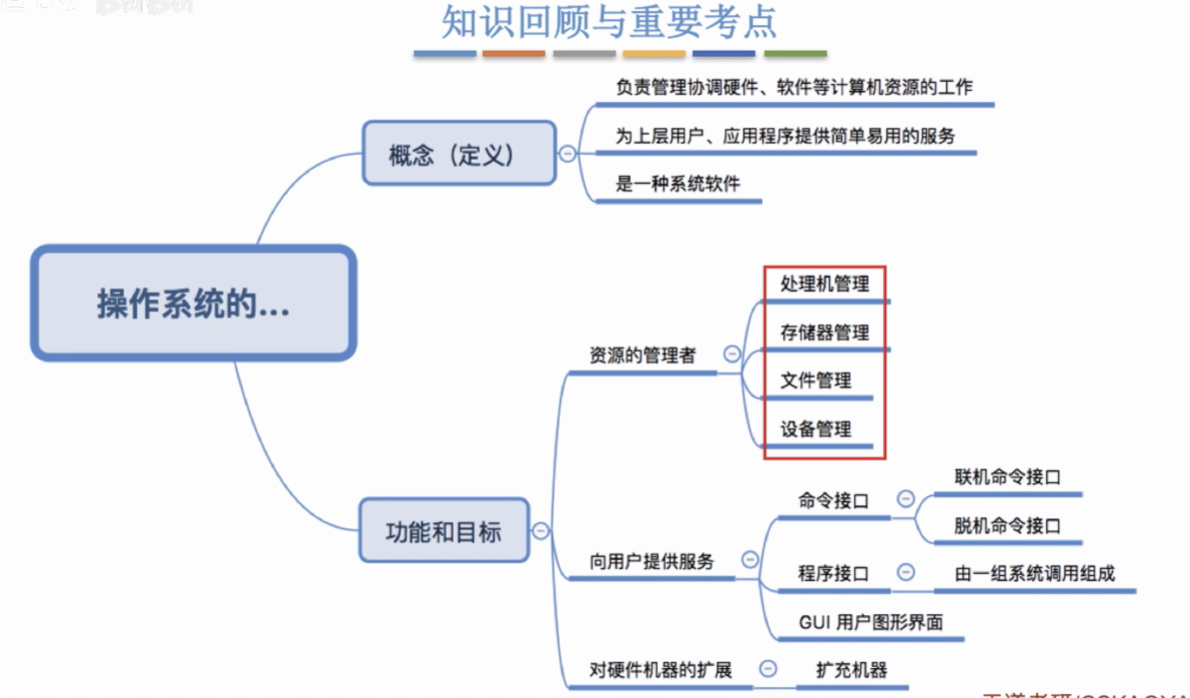 知识回顾与重要考点
负责管理协调硬件、软件等计算机资源的工作
概念（定义）
为上层用户、应用程序提供简单易用的服务
是一种系统软件
操作系统的...
处理机管理
存储器管理
资源的管理者
文件管理
设备管理
联机命令接口
命令接口
脱机命令接口
功能和目标
向用户提供服务
程序接口
由一组系统调用组成
GUI 用户图形界面
对硬件机器的扩展
扩充机器